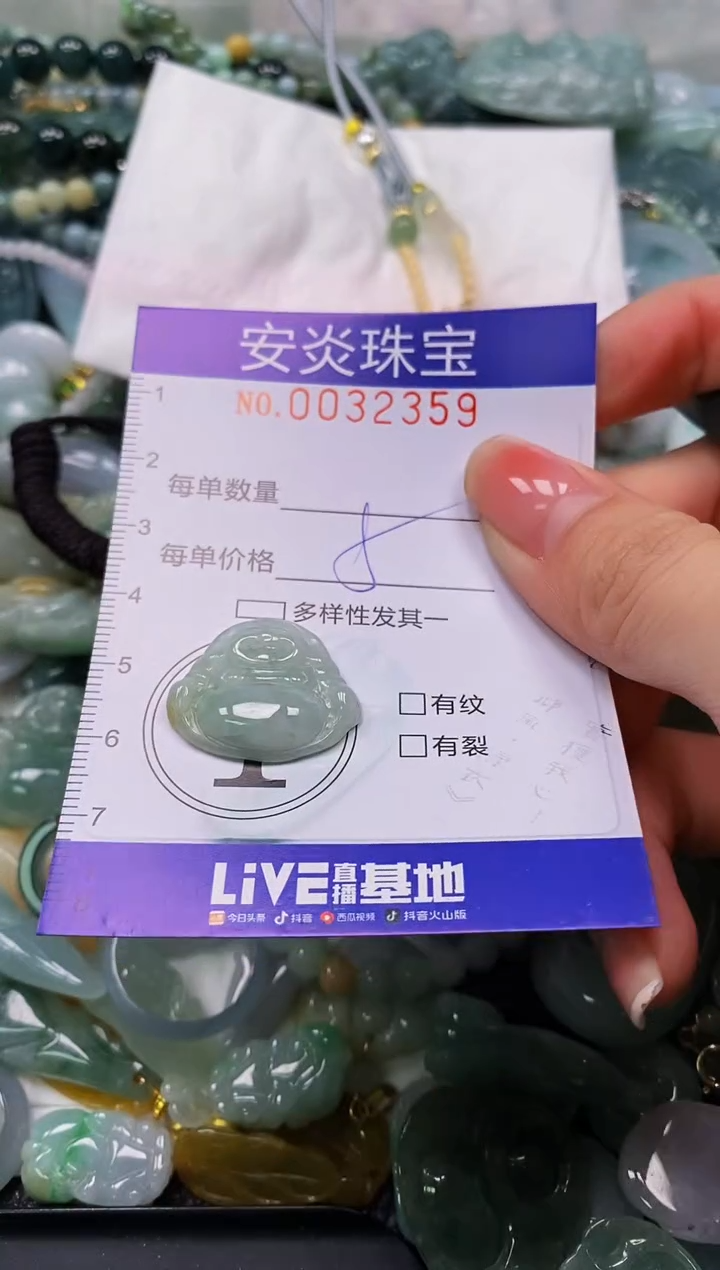 安炎珠宝
NO.0032359
1
2
每单数量
3
每单价格 8
4
多样性发其一
5
有纹
6
有裂
7
LiVE直播基地
今日头条 抖音 西瓜视频 抖音火山版